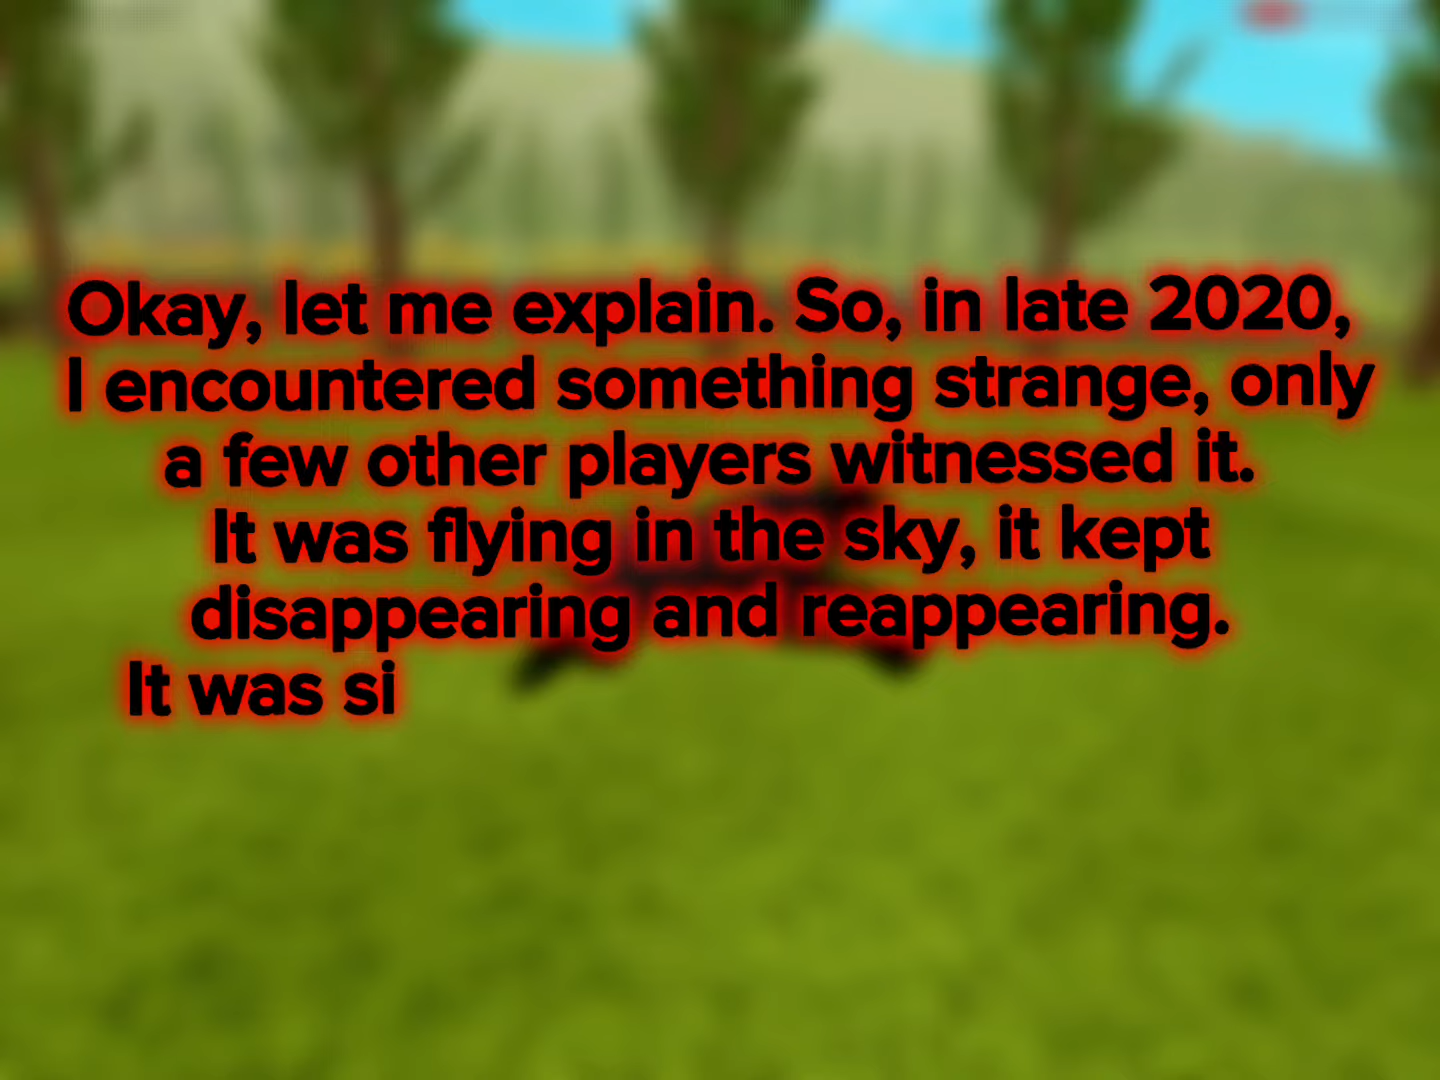 Okay, let me explain. So, in late 2020,
I encountered something strange, only
a few other players witnessed it.
It was flying in the sky, it kept
disappearing and reappearing.
It was si